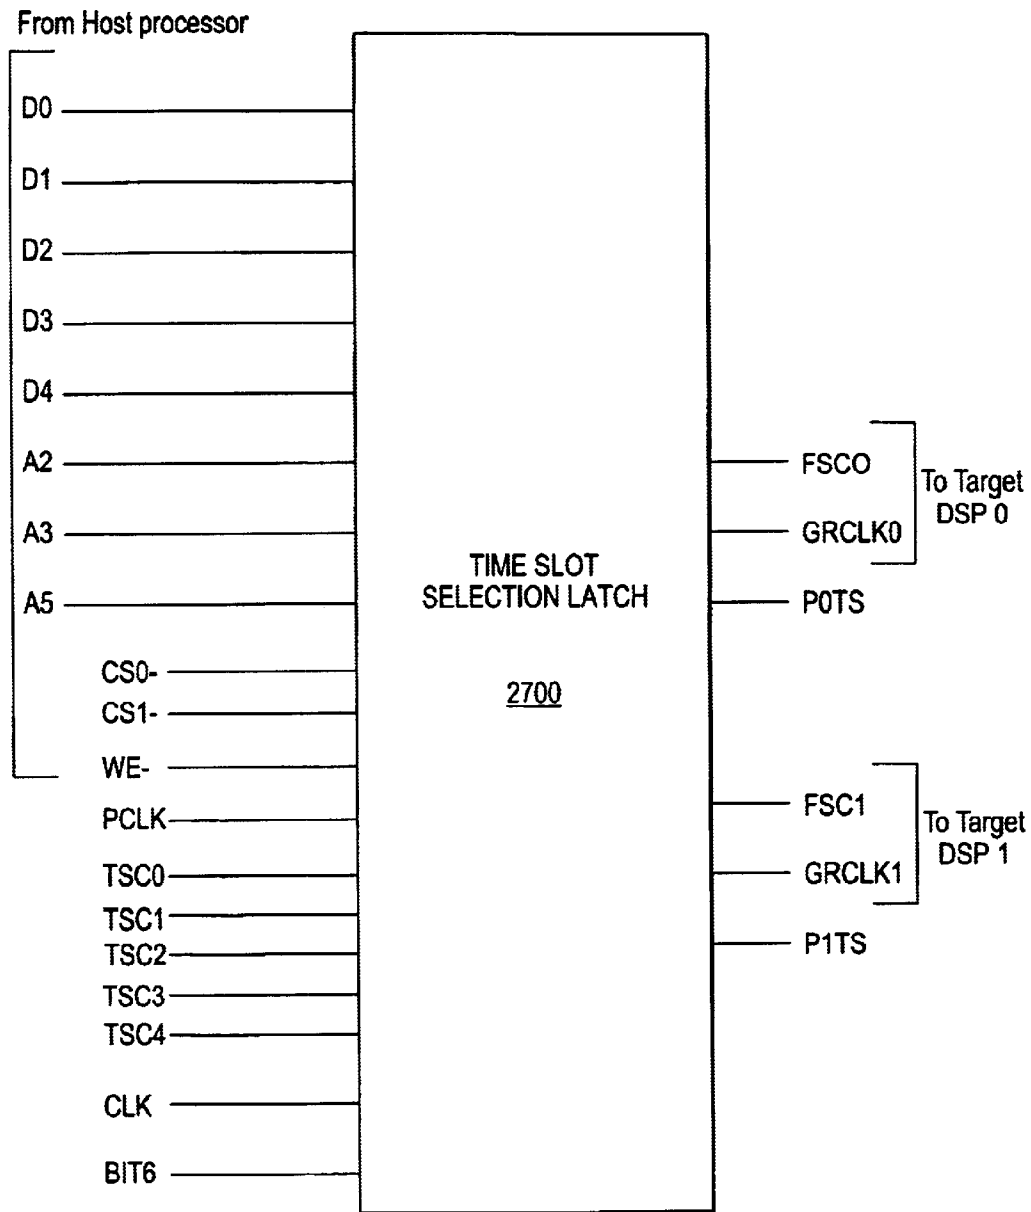 From Host processor
D0
D1
D2
D3
D4
A2
A3
A5
CS0-
CS1-
WE-
PCLK
TSC0
TSC1
TSC2
TSC3
TSC4
CLK
BIT6
TIME SLOT
SELECTION LATCH
2700
FSCO
GRCLK0
To Target
DSP 0
P0TS
FSC1
GRCLK1
To Target
DSP 1
P1TS